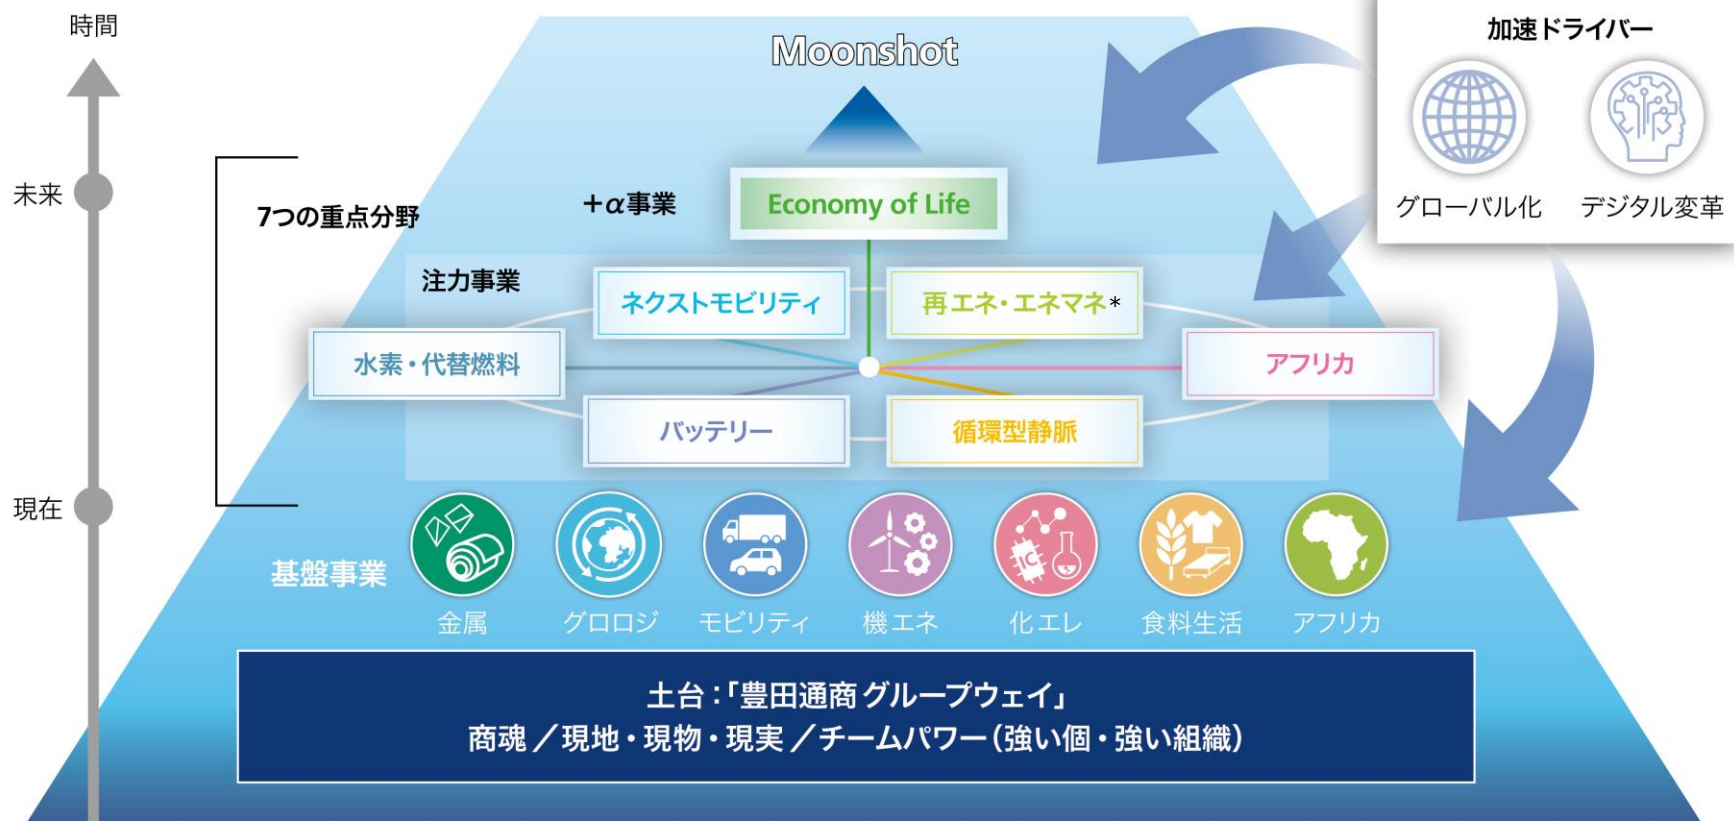 時間
Moonshot
加速ドライバー
グローバル化
デジタル変革
未来
7つの重点分野
+α事業
Economy of Life
注力事業
ネクストモビリティ
再エネ・エネマネ*
水素・代替燃料
アフリカ
バッテリー
循環型静脈
現在
基盤事業
IC
金属
グロロジ
モビリティ
機エネ
化エレ
食料生活
アフリカ
土台:「豊田通商 グループウェイ」
商魂/現地・現物・現実/チームパワー(強い個・強い組織)